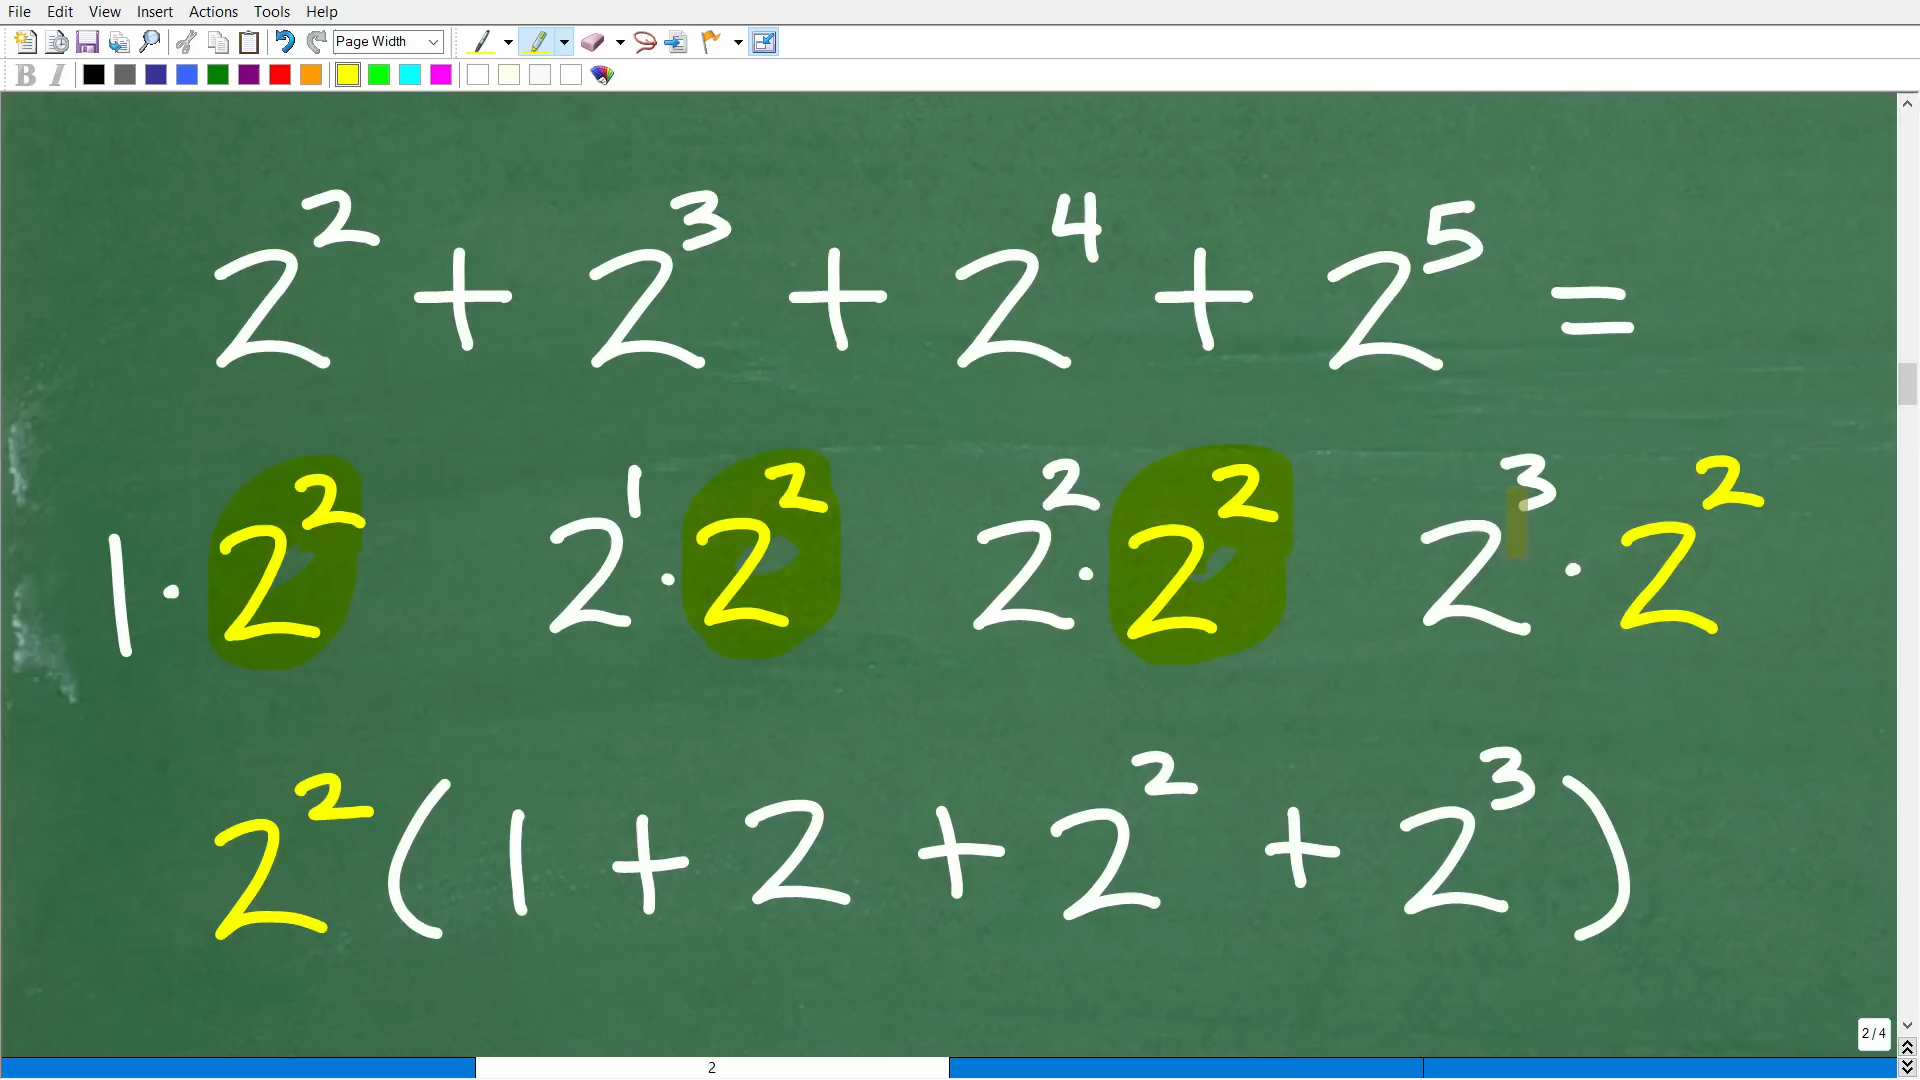 File Edit View Insert Actions Tools Help
Page Width
B I
2² + 2³ + 2⁴ + 2⁵ =
1 · 2² 2¹ · 2² 2² · 2² 2³ · 2²
2² ( 1 + 2 + 2² + 2³ )
2 / 4
2